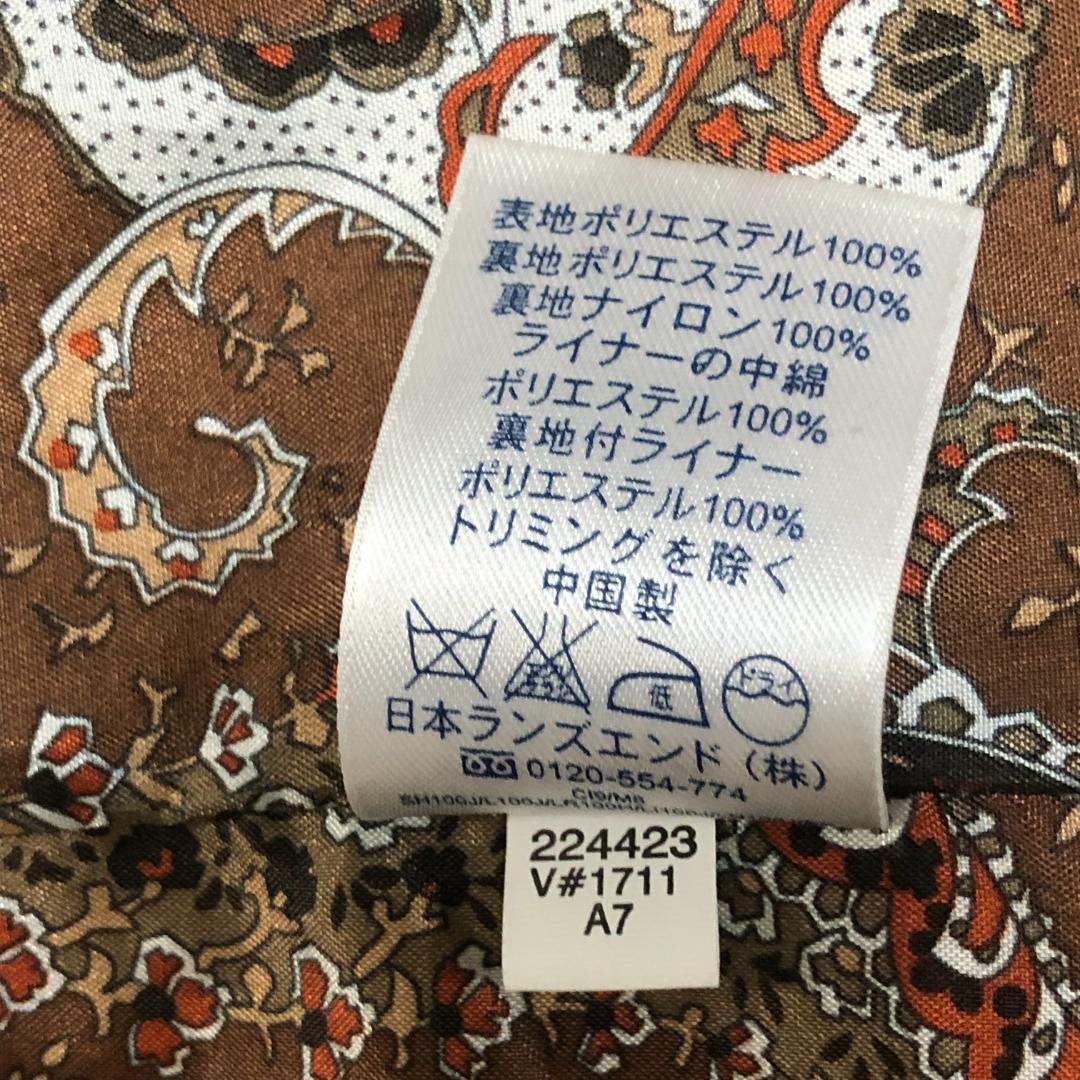 表地ポリエステル100%
裏地ポリエステル100%
裏地ナイロン100%
ライナーの中綿
ポリエステル100%
裏地付ライナー
ポリエステル100%
トリミングを除く
中国製
低
ドライ
日本ランズエンド（株）
0120-554-774
224423
V#1711
A7